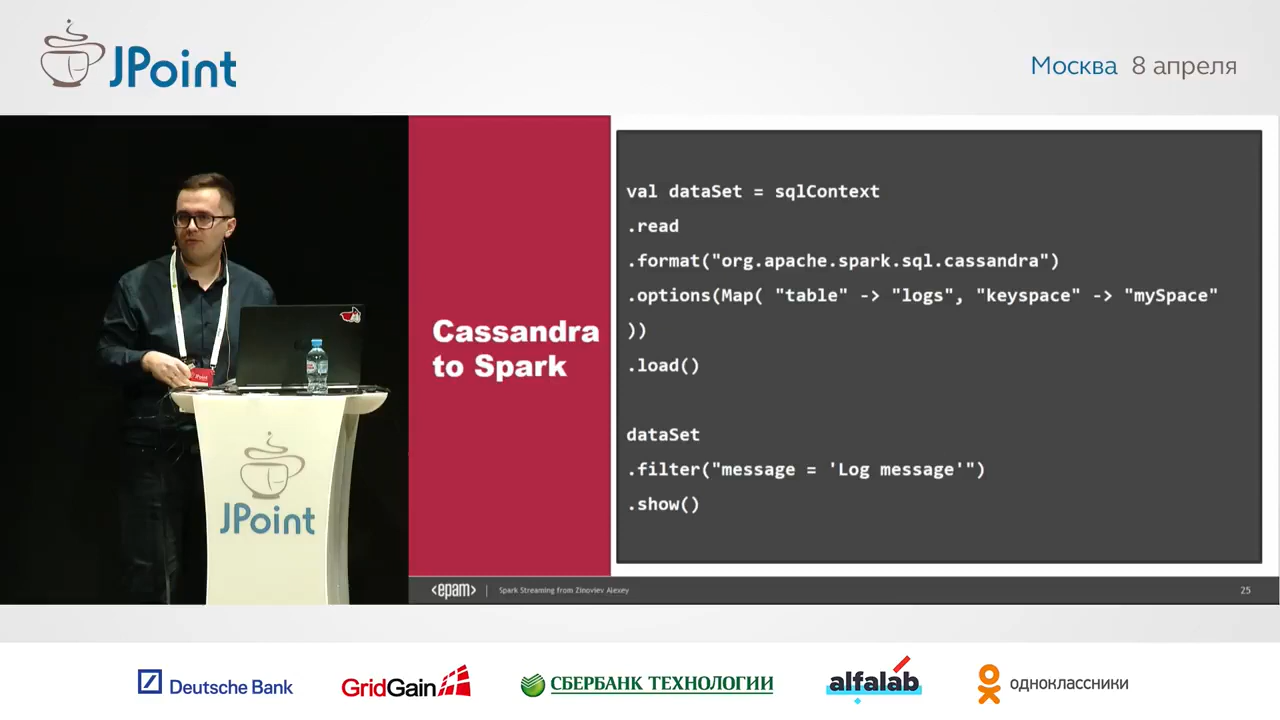 JPoint
Москва 8 апреля
Cassandra
to Spark
val dataSet = sqlContext
.read
.format("org.apache.spark.sql.cassandra")
.options(Map( "table" -> "logs", "keyspace" -> "mySpace"
))
.load()
dataSet
.filter("message = 'Log message'")
.show()
JPoint
JPoint
<epam> | Spark Streaming from Zinoviev Alexey
25
Deutsche Bank
GridGain
СБЕРБАНК ТЕХНОЛОГИИ
alfalab
одноклассники